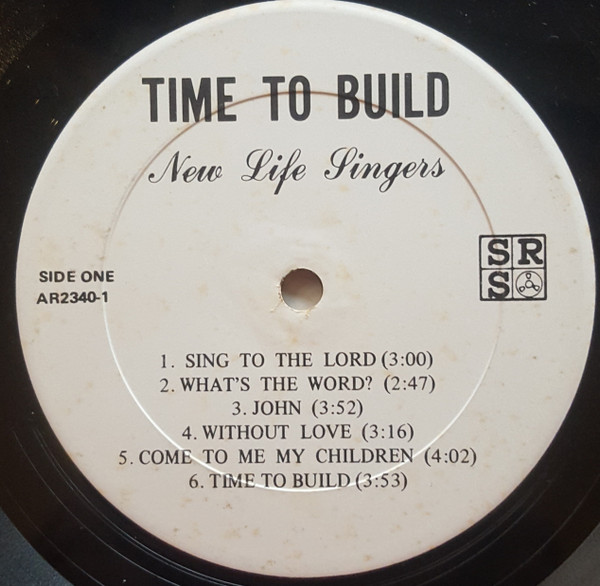 TIME TO BUILD
New Life Singers
SIDE ONE
AR2340-1
SR
S
1. SING TO THE LORD (3:00)
2. WHAT'S THE WORD? (2:47)
3. JOHN (3:52)
4. WITHOUT LOVE (3:16)
5. COME TO ME MY CHILDREN (4:02)
6. TIME TO BUILD (3:53)